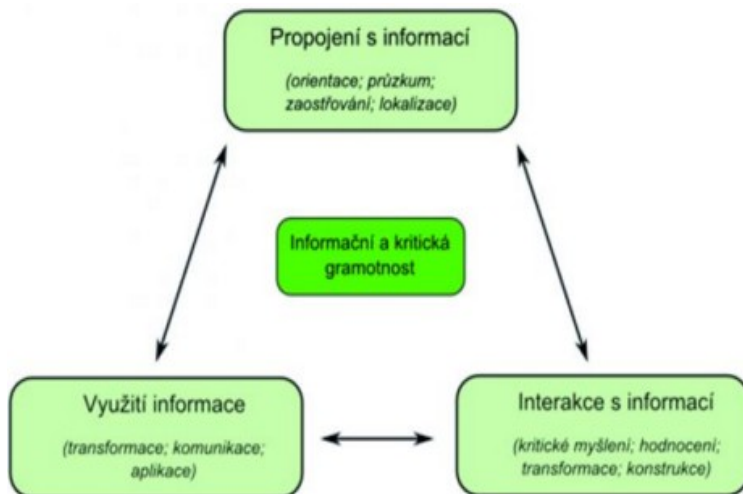 Propojení s informací
(orientace; průzkum;
zaostřování; lokalizace)
Informační a kritická
gramotnost
Využití informace
(transformace; komunikace;
aplikace)
Interakce s informací
(kritické myšlení; hodnocení;
transformace; konstrukce)